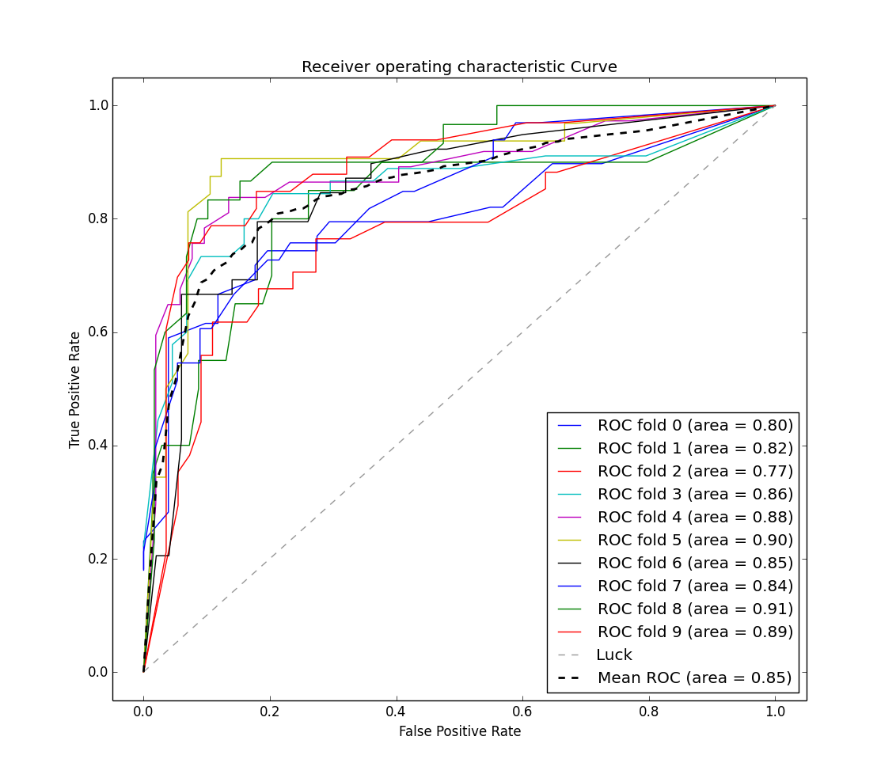 Receiver operating characteristic Curve
True Positive Rate
1.0
0.8
0.6
0.4
0.2
0.0
ROC fold 0 (area = 0.80)
ROC fold 1 (area = 0.82)
ROC fold 2 (area = 0.77)
ROC fold 3 (area = 0.86)
ROC fold 4 (area = 0.88)
ROC fold 5 (area = 0.90)
ROC fold 6 (area = 0.85)
ROC fold 7 (area = 0.84)
ROC fold 8 (area = 0.91)
ROC fold 9 (area = 0.89)
Luck
Mean ROC (area = 0.85)
0.0 0.2 0.4 0.6 0.8 1.0
False Positive Rate